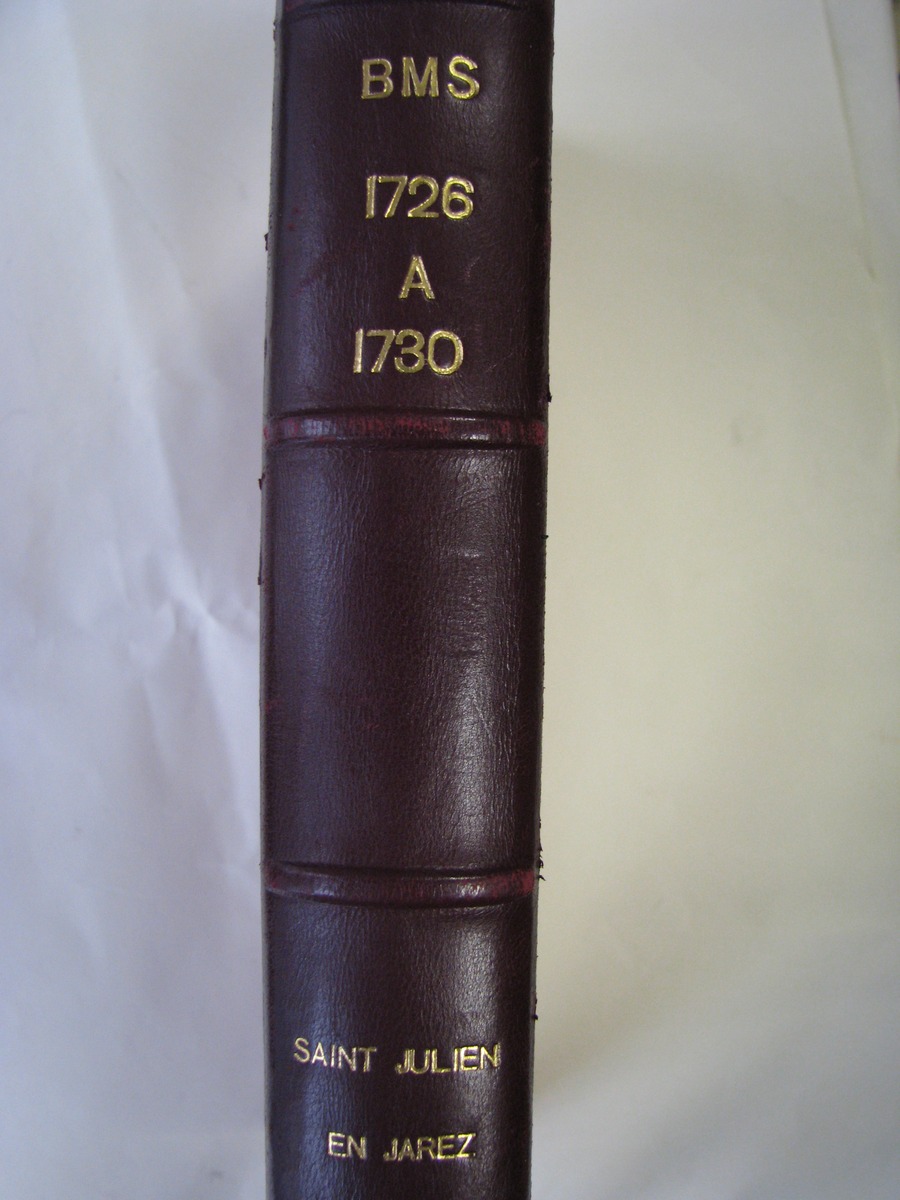 BMS
1726
A
1730
SAINT JULIEN
EN JAREZ